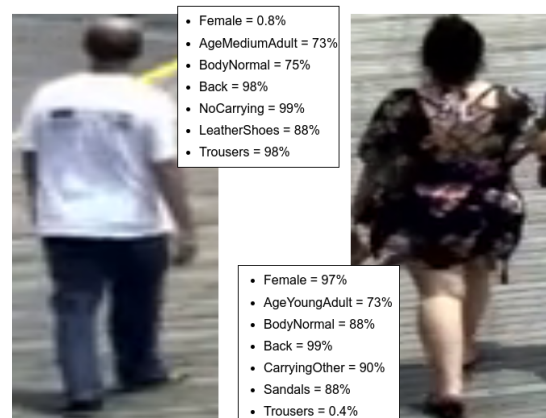 Female = 0.8%
AgeMediumAdult = 73%
BodyNormal = 75%
Back = 98%
NoCarrying = 99%
LeatherShoes = 88%
Trousers = 98%
Female = 97%
AgeYoungAdult = 73%
BodyNormal = 88%
Back = 99%
CarryingOther = 90%
Sandals = 88%
Trousers = 0.4%